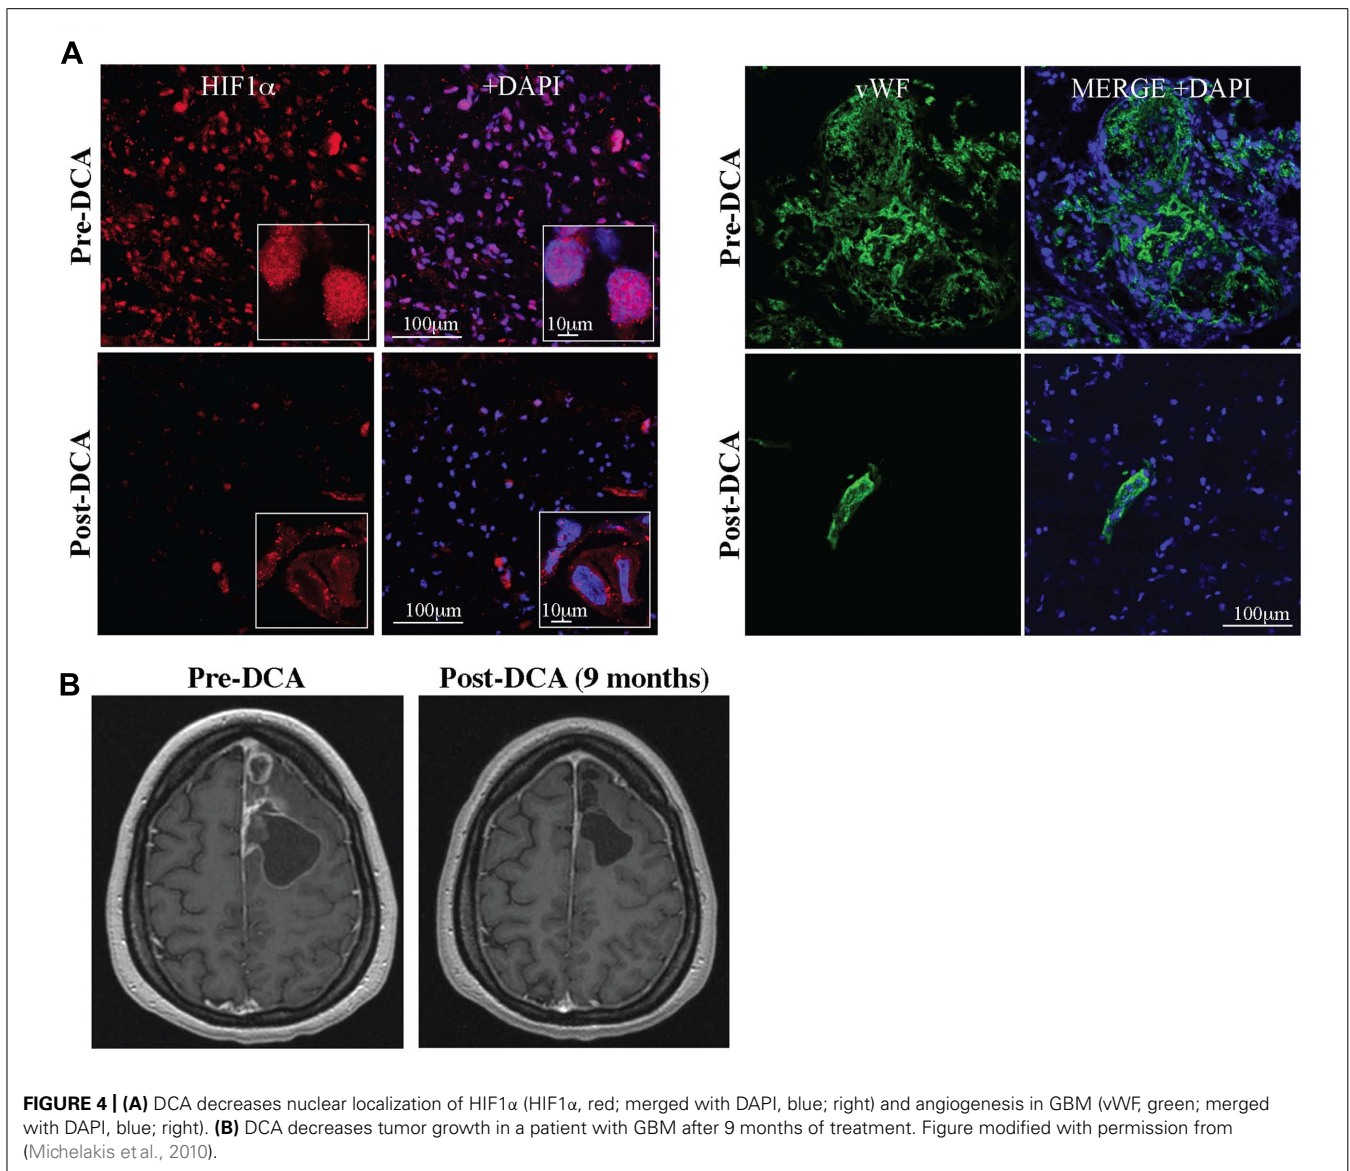 A
HIF1α
+DAPI
vWF
MERGE +DAPI
Pre-DCA
Pre-DCA
100µm
10µm
Post-DCA
Post-DCA
100µm
10µm
100µm
B
Pre-DCA
Post-DCA (9 months)
FIGURE 4 | (A) DCA decreases nuclear localization of HIF1α (HIF1α, red; merged with DAPI, blue; right) and angiogenesis in GBM (vWF, green; merged
with DAPI, blue; right). (B) DCA decreases tumor growth in a patient with GBM after 9 months of treatment. Figure modified with permission from
(Michelakis et al., 2010).